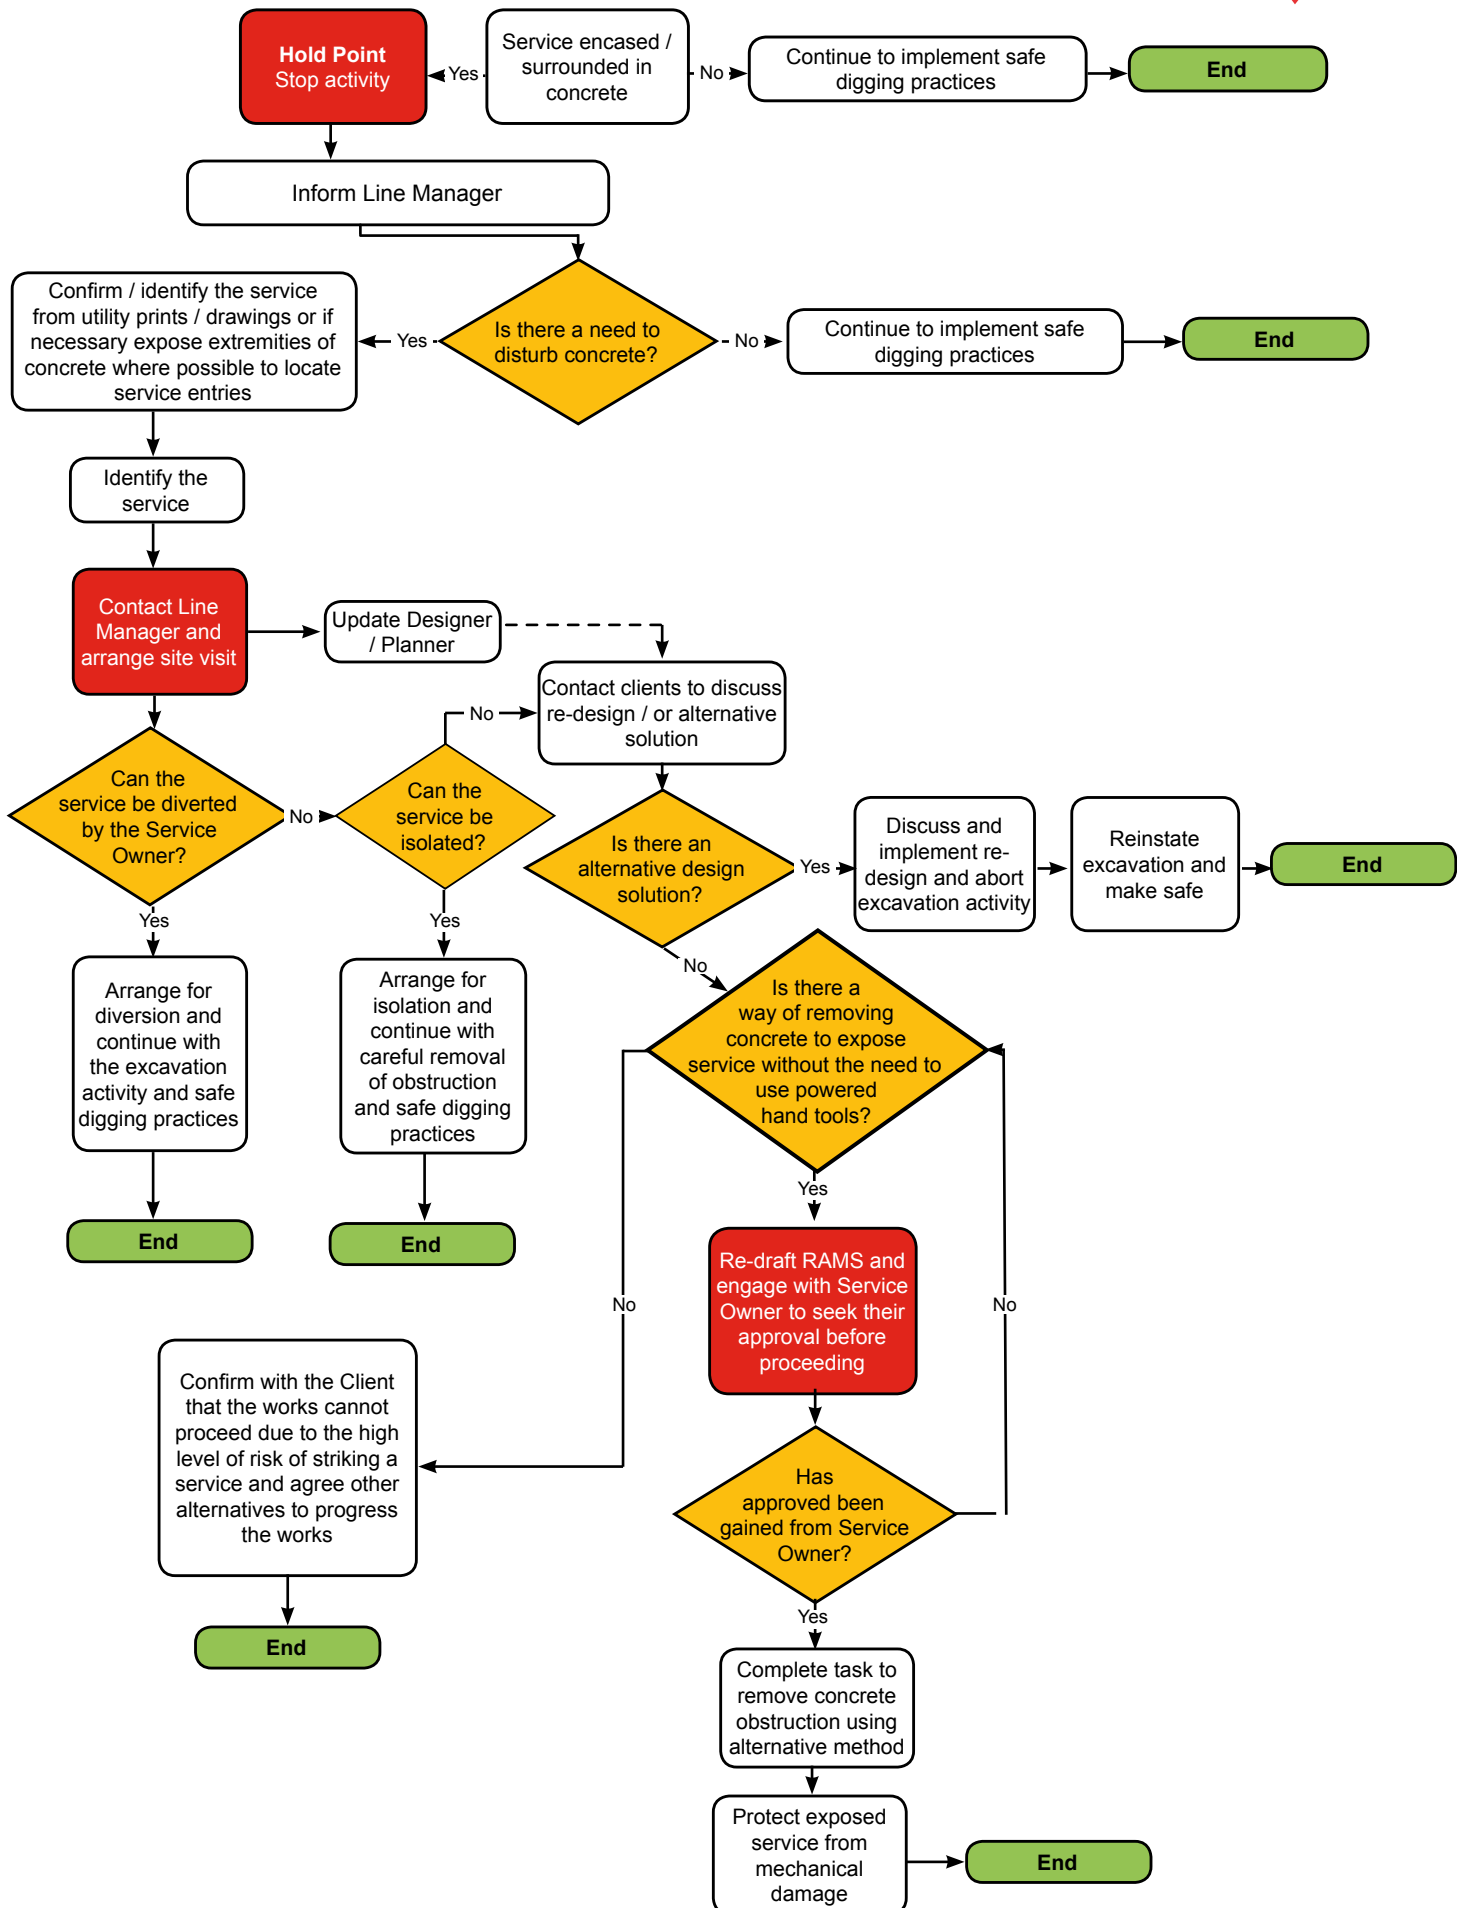 Hold Point
Stop activity
Yes
Service encased /
surrounded in
concrete
No
Continue to implement safe
digging practices
End
Inform Line Manager
Confirm / identify the service
from utility prints / drawings or if
necessary expose extremities of
concrete where possible to locate
service entries
Yes
Is there a need to
disturb concrete?
No
Continue to implement safe
digging practices
End
Identify the
service
Contact Line
Manager and
arrange site visit
Update Designer
/ Planner
Contact clients to discuss
re-design / or alternative
solution
No
Can the
service be diverted
by the Service
Owner?
No
Can the
service be
isolated?
Is there an
alternative design
solution?
Yes
Discuss and
implement re-
design and abort
excavation activity
Reinstate
excavation and
make safe
End
Yes
Yes
No
Arrange for
diversion and
continue with
the excavation
activity and safe
digging practices
Arrange for
isolation and
continue with
careful removal
of obstruction
and safe digging
practices
Is there a
way of removing
concrete to expose
service without the need to
use powered
hand tools?
End
End
Yes
No
Re-draft RAMS and
engage with Service
Owner to seek their
approval before
proceeding
No
Confirm with the Client
that the works cannot
proceed due to the high
level of risk of striking a
service and agree other
alternatives to progress
the works
Has
approved been
gained from Service
Owner?
End
Yes
Complete task to
remove concrete
obstruction using
alternative method
Protect exposed
service from
mechanical
damage
End